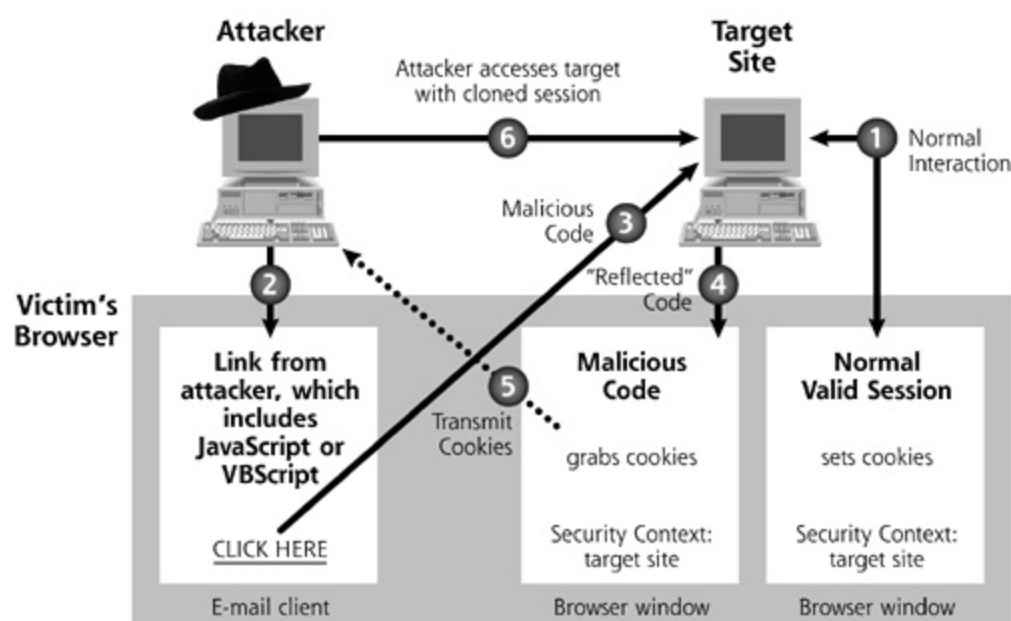 Attacker
Target
Site
Attacker accesses target
with cloned session
6
1
Normal
Interaction
Malicious
Code
3
2
"Reflected"
Code
4
Victim's
Browser
Link from
attacker, which
includes
JavaScript or
VBScript
CLICK HERE
E-mail client
5
Transmit
Cookies
Malicious
Code
grabs cookies
Security Context:
target site
Browser window
Normal
Valid Session
sets cookies
Security Context:
target site
Browser window